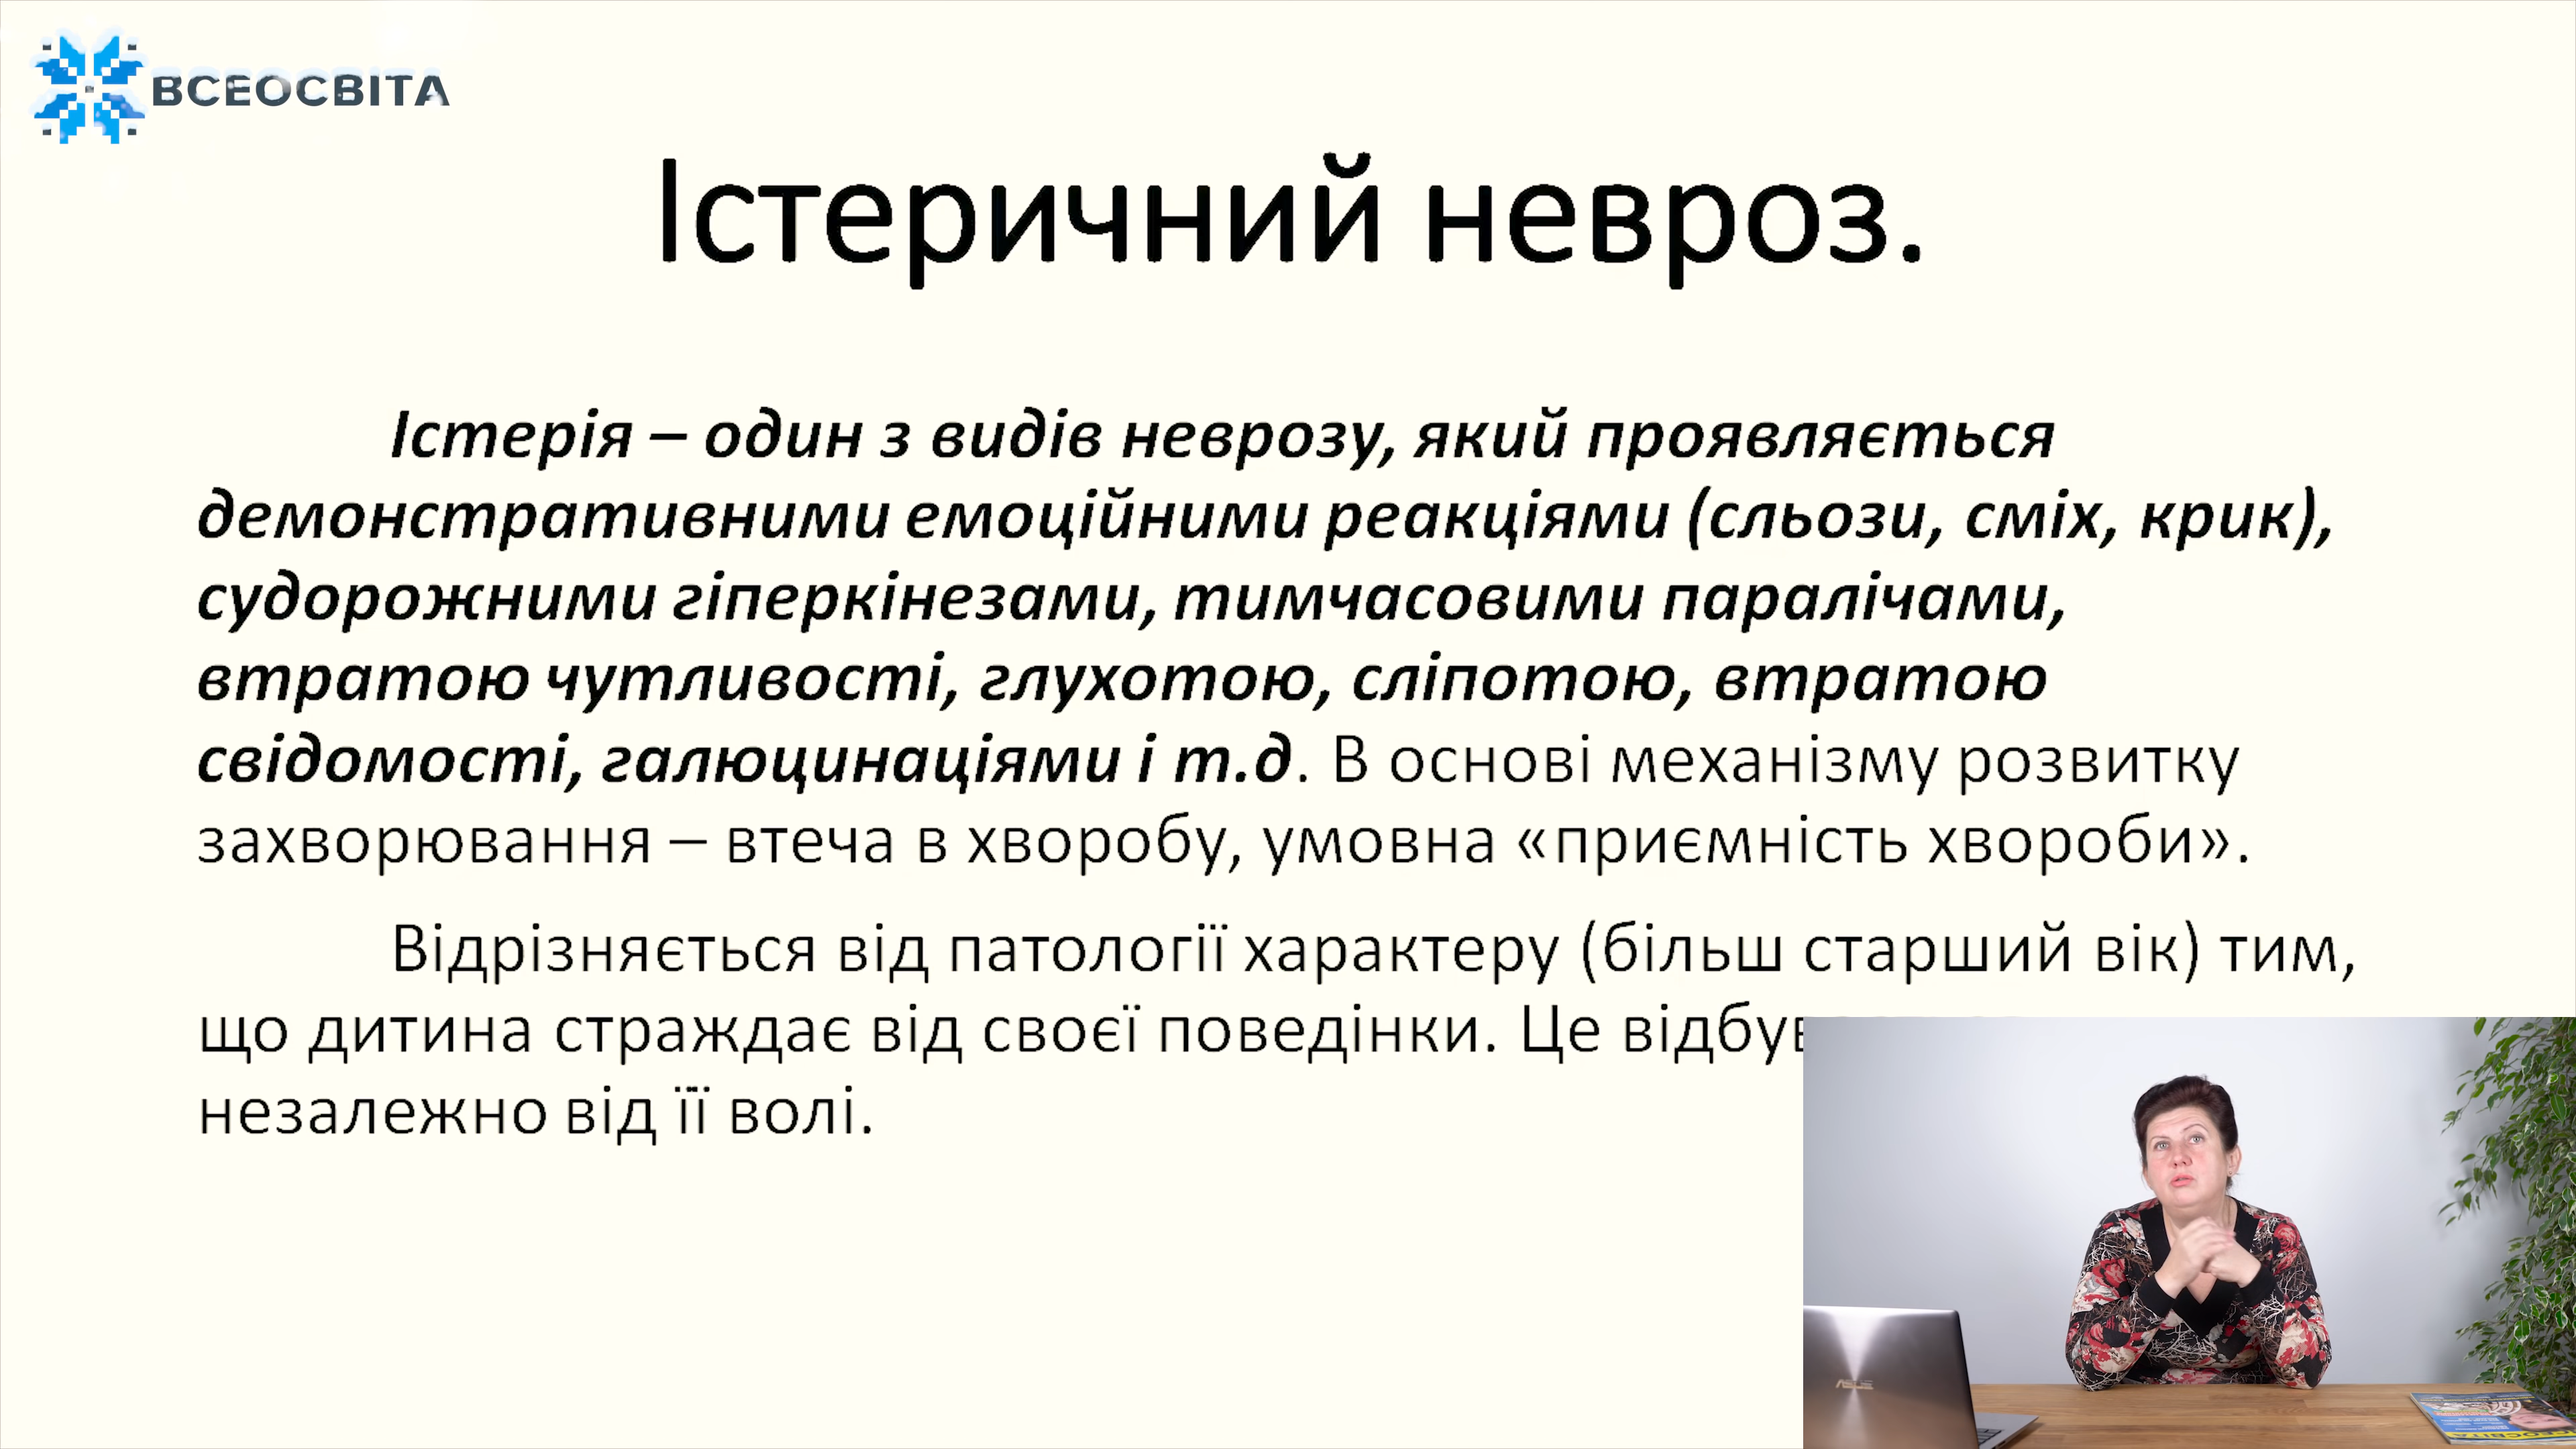 ВСЕОСВІТА
Істеричний невроз.
Істерія – один з видів неврозу, який проявляється
демонстративними емоційними реакціями (сльози, сміх, крик),
судорожними гіперкінезами, тимчасовими паралічами,
втратою чутливості, глухотою, сліпотою, втратою
свідомості, галюцинаціями і т.д. В основі механізму розвитку
захворювання – втеча в хворобу, умовна «приємність хвороби».
Відрізняється від патології характеру (більш старший вік) тим,
що дитина страждає від своєї поведінки. Це
незалежно від її волі.
ASUS